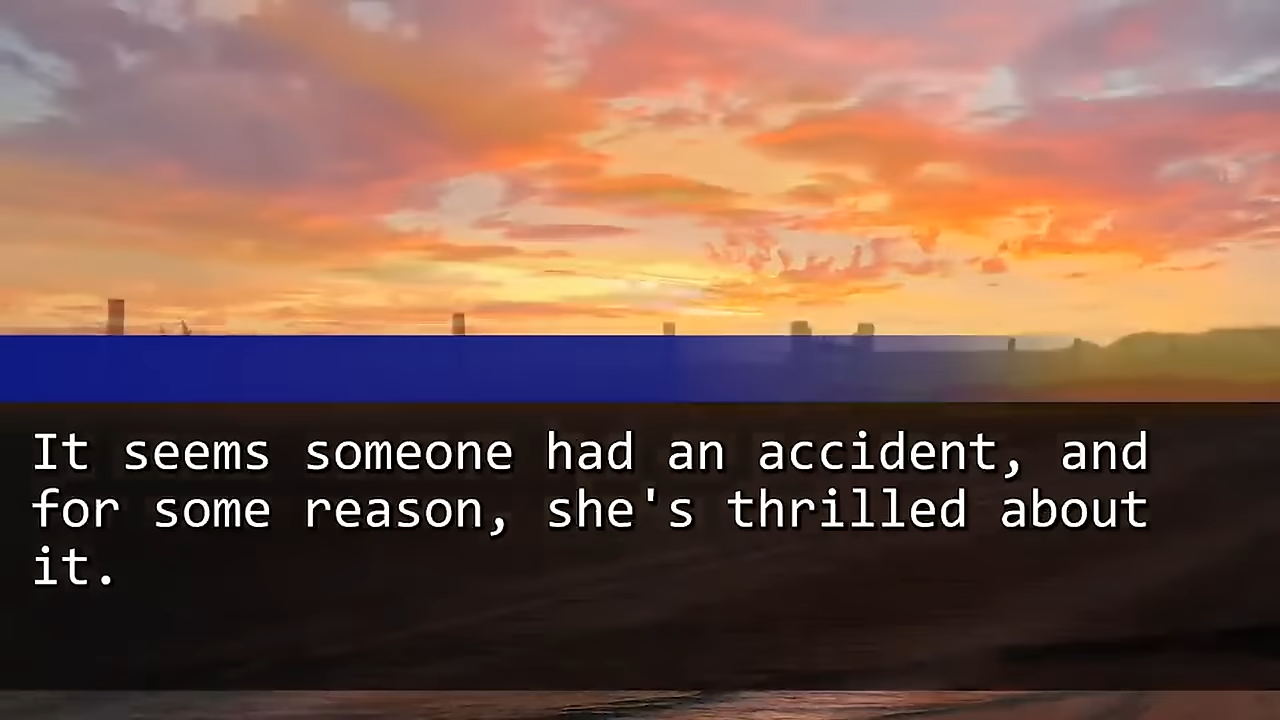 It seems someone had an accident, and
for some reason, she's thrilled about
it.